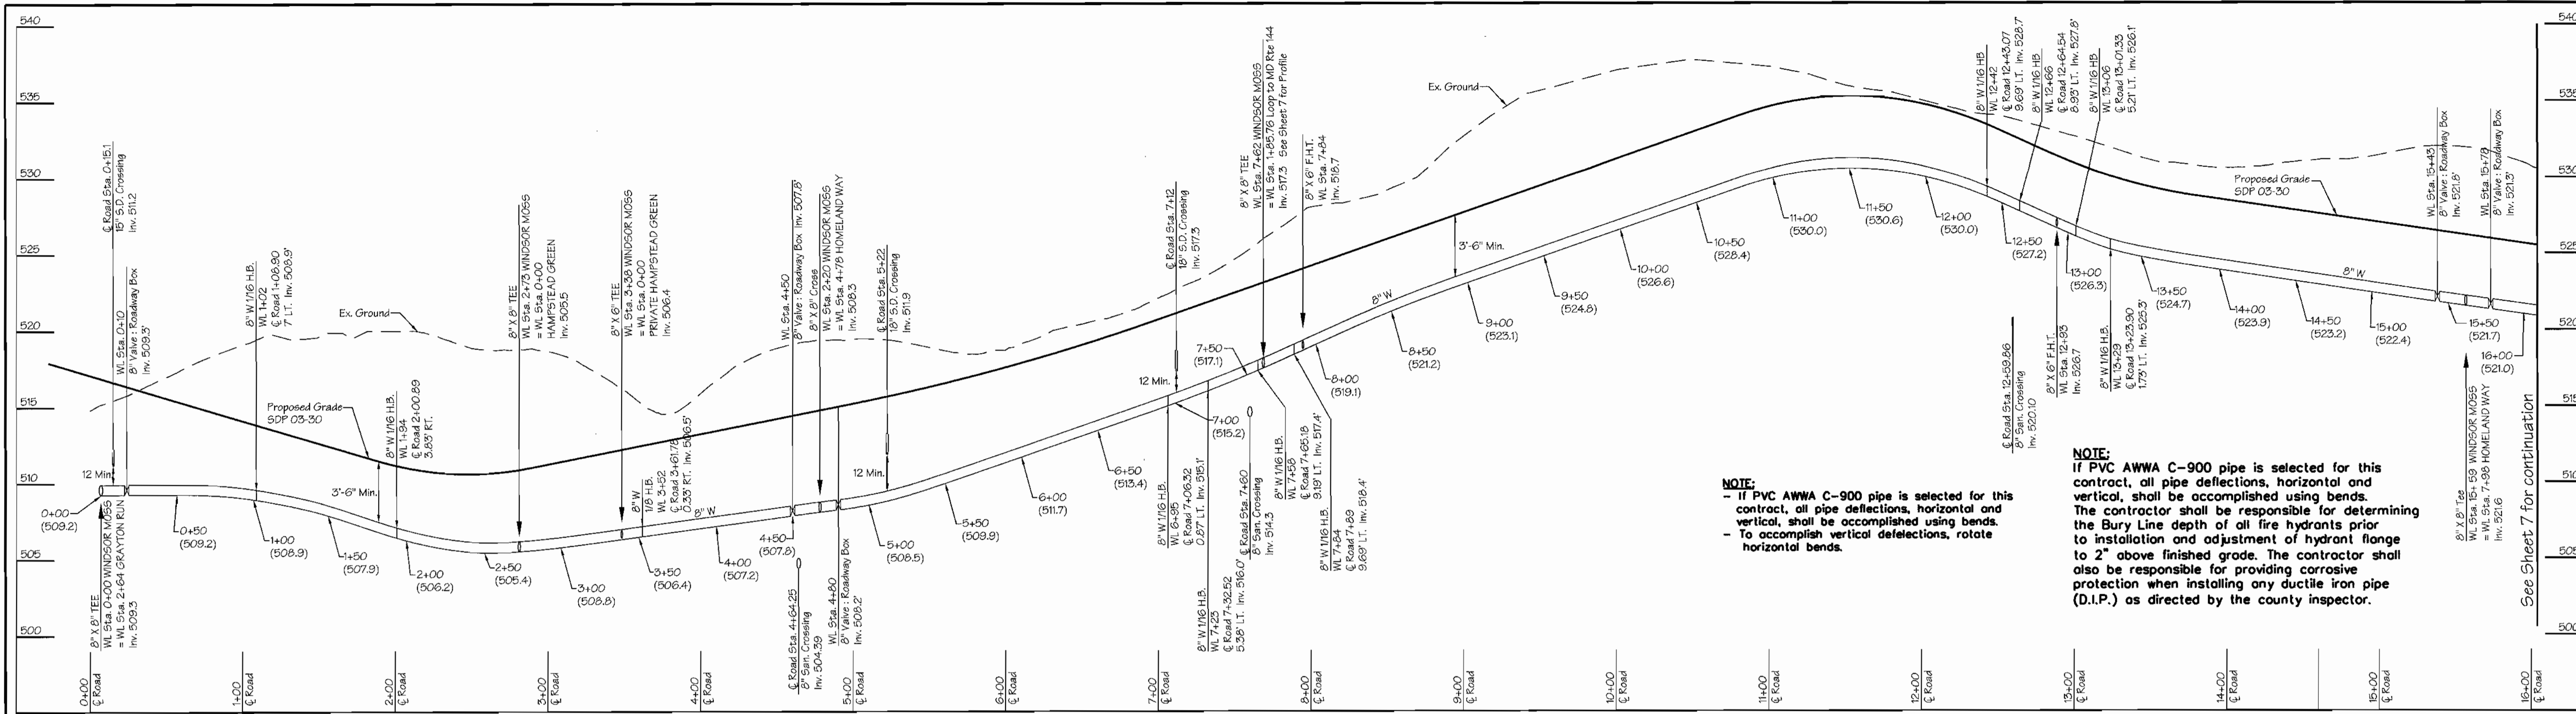 540
535
530
525
520
515
510
505
500
℄ Road Sta. 0+15.1
15" S.D. Crossing
Inv. 511.2
WL Sta. 0+10
8" Valve : Roadway Box
Inv. 509.3'
12 Min.
0+00
(509.2)
8" X 8" TEE
WL Sta. 0+00 WINDSOR MOSS
= WL Sta. 2+64 GRAYTON RUN
Inv. 509.3
0+50
(509.2)
8" W 1/16 H.B.
WL 1+02
℄ Road 1+08.90
7' LT. Inv. 508.9'
Ex. Ground
Proposed Grade
SDP 03-30
1+00
(508.9)
1+50
(507.9)
3'-6" Min.
8" W 1/16 H.B.
WL 1+94
℄ Road 2+00.89
3.83' RT.
2+00
(506.2)
2+50
(505.4)
8" X 8" TEE
WL Sta. 2+73 WINDSOR MOSS
= WL Sta. 0+00
HAMPSTEAD GREEN
Inv. 505.5
3+00
(508.8)
8" X 6" TEE
WL Sta. 3+38 WINDSOR MOSS
= WL Sta. 0+00
PRIVATE HAMPSTEAD GREEN
Inv. 506.4
8" W
1/8 H.B.
WL 3+52
℄ Road 3+61.78
0.33' RT. Inv. 506.5'
3+50
(506.4)
8" W
4+00
(507.2)
WL Sta. 4+50
8" Valve : Roadway Box Inv. 507.8'
8" X 8" Cross
WL Sta. 2+20 WINDSOR MOSS
= WL Sta. 4+78 HOMELAND WAY
Inv. 508.3
4+50
(507.8)
℄ Road Sta. 4+64.25
8" San. Crossing
Inv. 504.39
WL Sta. 4+80
8" Valve : Roadway Box
Inv. 508.2'
℄ Road Sta. 5+22
18" S.D. Crossing
Inv. 511.9
12 Min.
5+00
(508.5)
5+50
(509.9)
6+00
(511.7)
6+50
(513.4)
℄ Road Sta. 7+12
18" S.D. Crossing
Inv. 517.3
12 Min.
7+00
(515.2)
8" W 1/16 H.B.
WL 6+95
℄ Road 7+06.32
0.87' LT. Inv. 515.1'
8" W 1/16 H.B.
WL 7+23
℄ Road 7+32.52
5.38' LT. Inv. 516.0'
7+50
(517.1)
℄ Road Sta. 7+60
8" San. Crossing
Inv. 514.3
8" X 8" TEE
WL Sta. 7+62 WINDSOR MOSS
= WL Sta. 1+85.76 Loop to MD Rte 144
Inv. 517.3 See Sheet 7 for Profile
8" X 6" F.H.T.
WL Sta. 7+84
Inv. 518.7
8" W 1/16 H.B.
WL 7+58
℄ Road 7+65.18
9.19' LT. Inv. 517.4'
8" W 1/16 H.B.
WL 7+84
℄ Road 7+89
9.69' LT. Inv. 518.4'
8+00
(519.1)
8" W
8+50
(521.2)
Ex. Ground
3'-6" Min.
9+00
(523.1)
9+50
(524.8)
10+00
(526.6)
10+50
(528.4)
11+00
(530.0)
11+50
(530.6)
12+00
(530.0)
8" W 1/16 HB
WL 12+42
℄ Road 12+43.07
9.69' LT. Inv. 528.7'
8" W 1/16 HB
WL 12+66
℄ Road 12+64.54
8.93' LT. Inv. 527.8'
8" W 1/16 HB
WL 13+06
℄ Road 13+01.33
5.21' LT. Inv. 526.1'
12+50
(527.2)
℄ Road Sta. 12+59.86
8" San. Crossing
Inv. 520.10
8" X 6" F.H.T.
WL Sta. 12+93
Inv. 526.7
13+00
(526.3)
8" W 1/16 H.B.
WL 13+29
℄ Road 13+23.90'
1.73' LT. Inv. 525.3'
13+50
(524.7)
Proposed Grade
SDP 03-30
14+00
(523.9)
14+50
(523.2)
8" W
15+00
(522.4)
WL Sta. 15+43
8" Valve : Roadway Box
Inv. 521.8'
WL Sta. 15+78
8" Valve : Roadway Box
Inv. 521.3'
15+50
(521.7)
16+00
(521.0)
8" X 8" Tee
WL Sta. 15+59 WINDSOR MOSS
= WL Sta. 7+98 HOMELAND WAY
Inv. 521.6
See Sheet 7 for continuation
540
535
530
525
520
515
510
505
500
NOTE:
- If PVC AWWA C-900 pipe is selected for this
contract, all pipe deflections, horizontal and
vertical, shall be accomplished using bends.
- To accomplish vertical defelections, rotate
horizontal bends.
NOTE:
If PVC AWWA C-900 pipe is selected for this
contract, all pipe deflections, horizontal and
vertical, shall be accomplished using bends.
The contractor shall be responsible for determining
the Bury Line depth of all fire hydrants prior
to installation and adjustment of hydrant flange
to 2" above finished grade. The contractor shall
also be responsible for providing corrosive
protection when installing any ductile iron pipe
(D.I.P.) as directed by the county inspector.
0+00
℄ Road
1+00
℄ Road
2+00
℄ Road
3+00
℄ Road
4+00
℄ Road
5+00
℄ Road
6+00
℄ Road
7+00
℄ Road
8+00
℄ Road
9+00
℄ Road
10+00
℄ Road
11+00
℄ Road
12+00
℄ Road
13+00
℄ Road
14+00
℄ Road
15+00
℄ Road
16+00
℄ Road